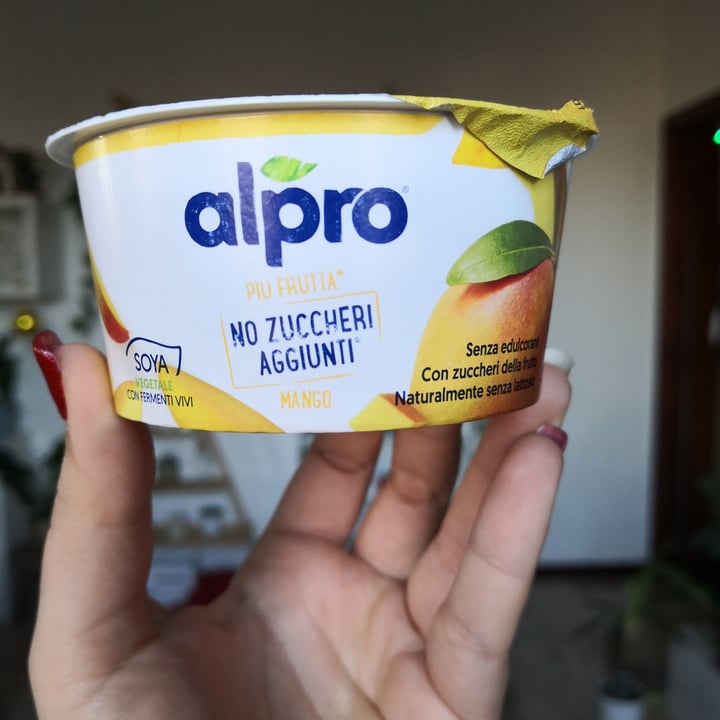 alpro®
PIÙ FRUTTA*
NO ZUCCHERI
AGGIUNTI*
MANGO
SOYA
VEGETALE
CON FERMENTI VIVI
Senza edulcoranti
Con zuccheri della frutta
Naturalmente senza lattosio